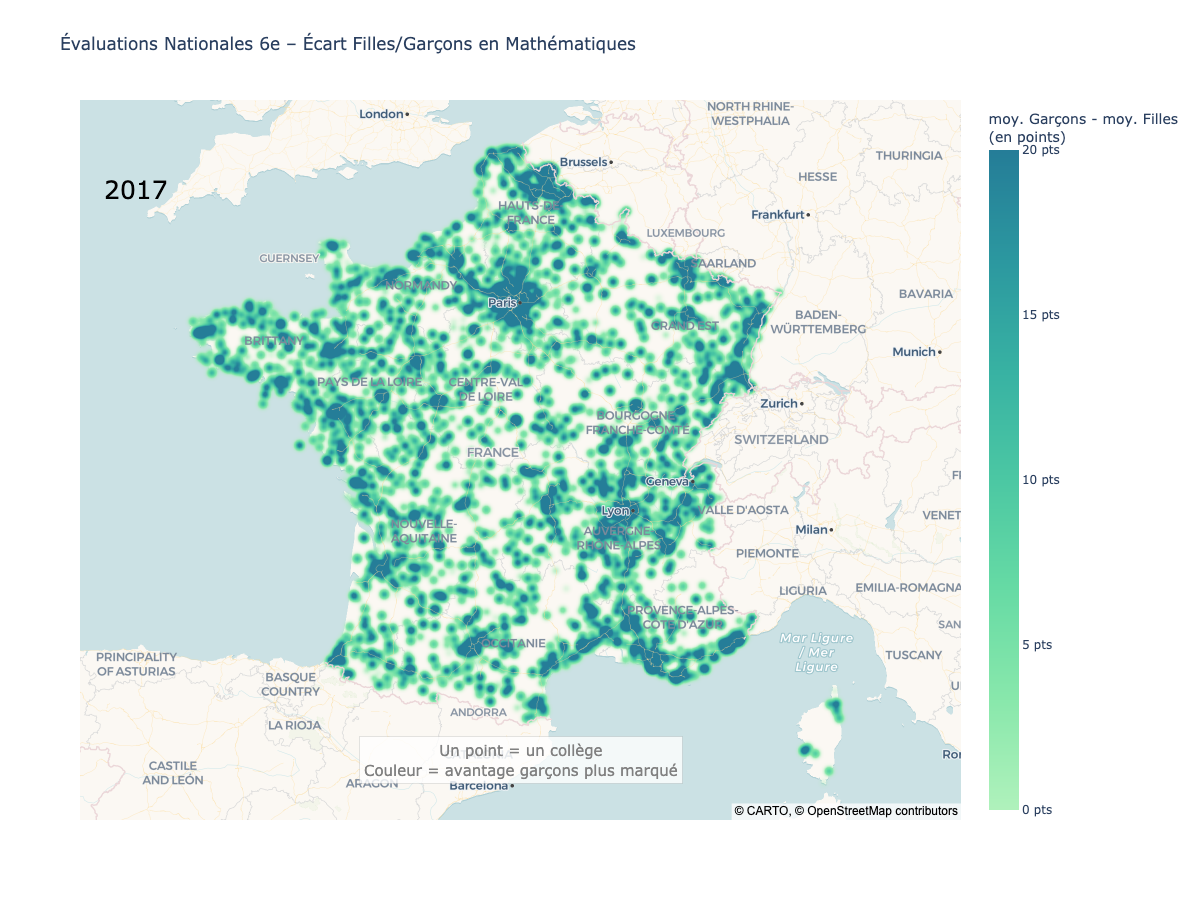 Évaluations Nationales 6e – Écart Filles/Garçons en Mathématiques
moy. Garçons - moy. Filles
(en points)
20 pts
15 pts
10 pts
5 pts
0 pts
2017
London
NORTH RHINE-
WESTPHALIA
Brussels
THURINGIA
HESSE
HAUTS-DE-
FRANCE
Frankfurt
LUXEMBOURG
GUERNSEY
SAARLAND
NORMANDY
BAVARIA
Paris
BADEN-
WÜRTTEMBERG
GRAND EST
BRITTANY
Munich
PAYS DE LA LOIRE
CENTRE-VAL
DE LOIRE
Zurich
BOURGOGNE-
FRANCHE-COMTÉ
SWITZERLAND
FRANCE
Geneva
Lyon
VALLE D'AOSTA
VENET
NOUVELLE-
AQUITAINE
Milan
AUVERGNE-
RHÔNE-ALPES
PIEMONTE
LIGURIA
EMILIA-ROMAGNA
PROVENCE-ALPES-
CÔTE D'AZUR
SAN
OCCITANIE
Mar Ligure
/ Mer
Ligure
PRINCIPALITY
OF ASTURIAS
TUSCANY
BASQUE
COUNTRY
ANDORRA
LA RIOJA
CASTILE
AND LEÓN
ARAGON
Barcelona
Un point = un collège
Couleur = avantage garçons plus marqué
© CARTO, © OpenStreetMap contributors